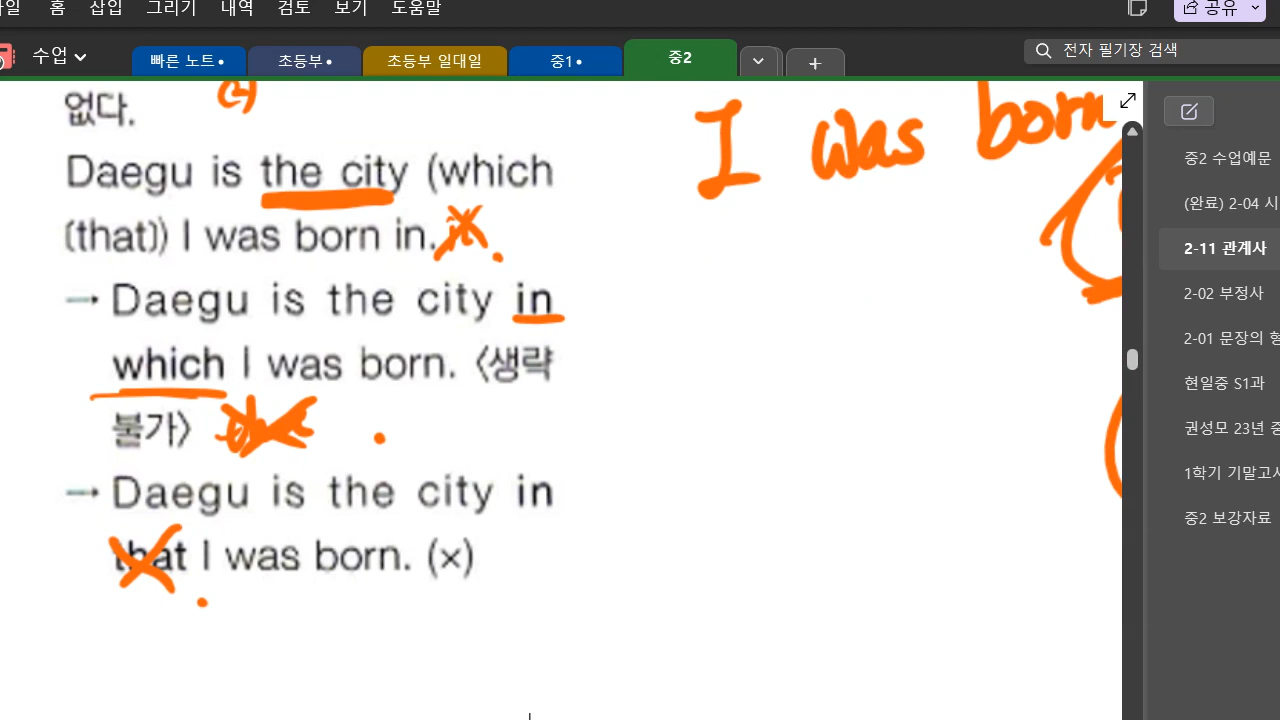 홈 삽입 그리기 내역 검토 보기 도움말
공유
수업
빠른 노트 초등부 초등부 일대일 중1 중2
전자 필기장 검색
없다.
I was born
Daegu is the city (which
(that)) I was born in.
→ Daegu is the city in
which I was born. <생략
불가>
→ Daegu is the city in
that I was born. (×)
중2 수업예문
(완료) 2-04 시
2-11 관계사
2-02 부정사
2-01 문장의 형
현일중 S1과
권성모 23년 중
1학기 기말고사
중2 보강자료